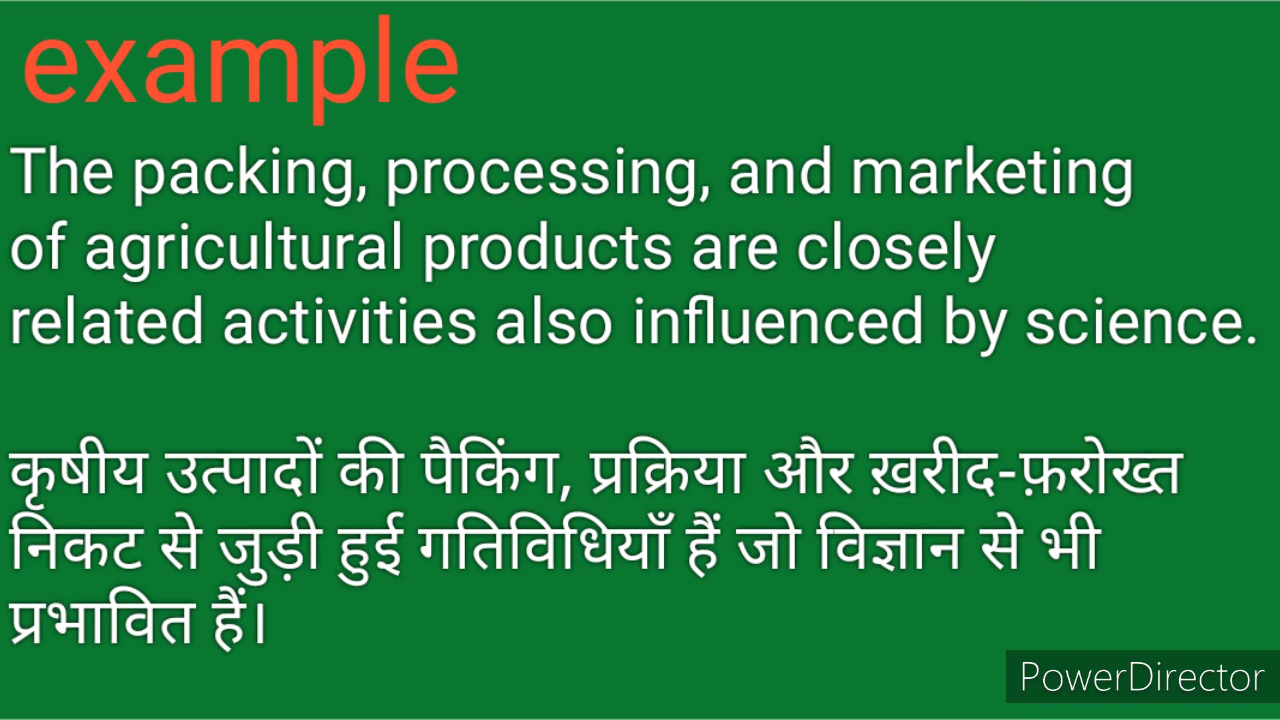 example
The packing, processing, and marketing
of agricultural products are closely
related activities also influenced by science.
कृषीय उत्पादों की पैकिंग, प्रक्रिया और ख़रीद-फ़रोख्त
निकट से जुड़ी हुई गतिविधियाँ हैं जो विज्ञान से भी
प्रभावित हैं।
PowerDirector